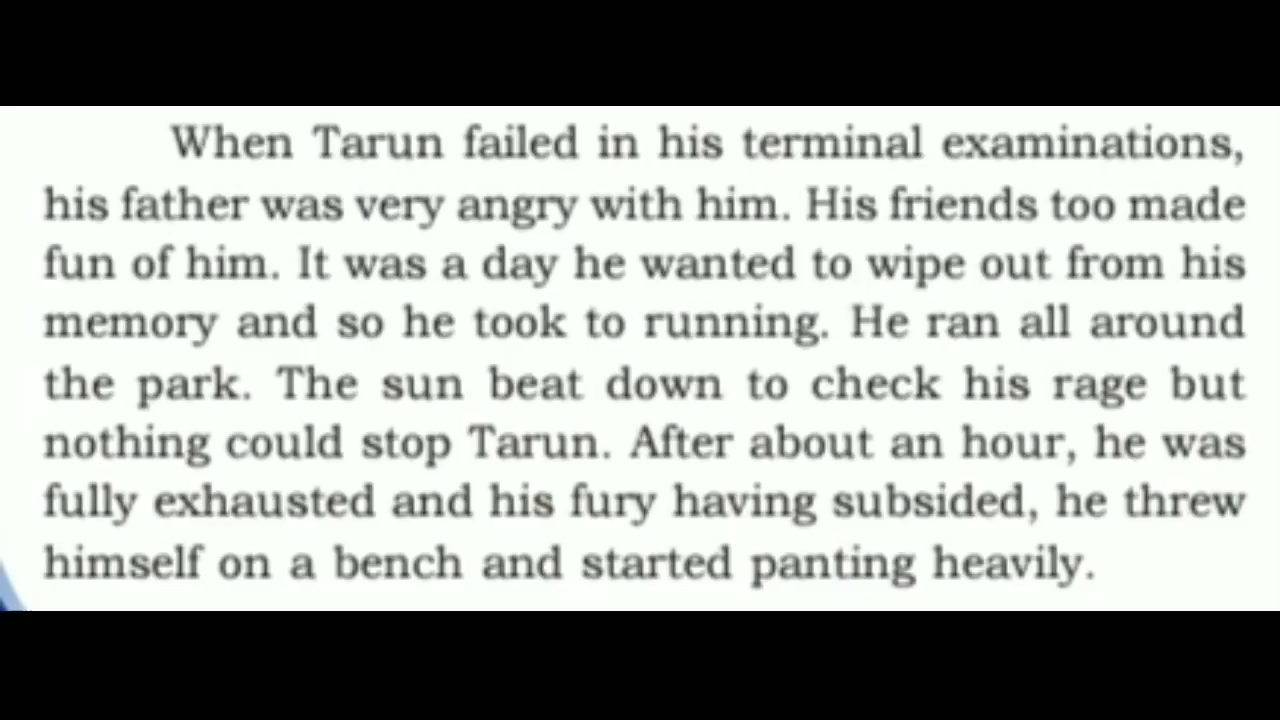 When Tarun failed in his terminal examinations,
his father was very angry with him. His friends too made
fun of him. It was a day he wanted to wipe out from his
memory and so he took to running. He ran all around
the park. The sun beat down to check his rage but
nothing could stop Tarun. After about an hour, he was
fully exhausted and his fury having subsided, he threw
himself on a bench and started panting heavily.